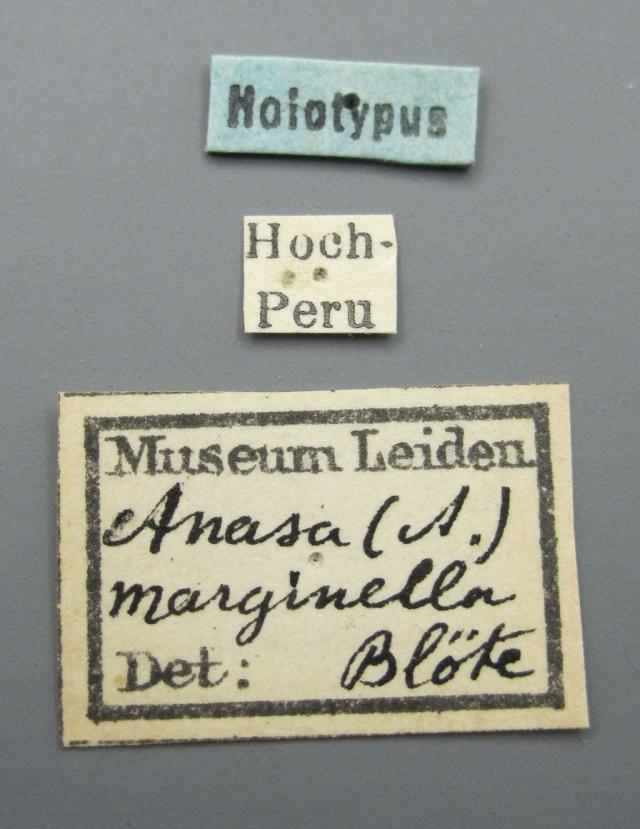 Holotypus
Hoch-
Peru
Museum Leiden.
Anasa (A.)
marginella
Det: Blöte